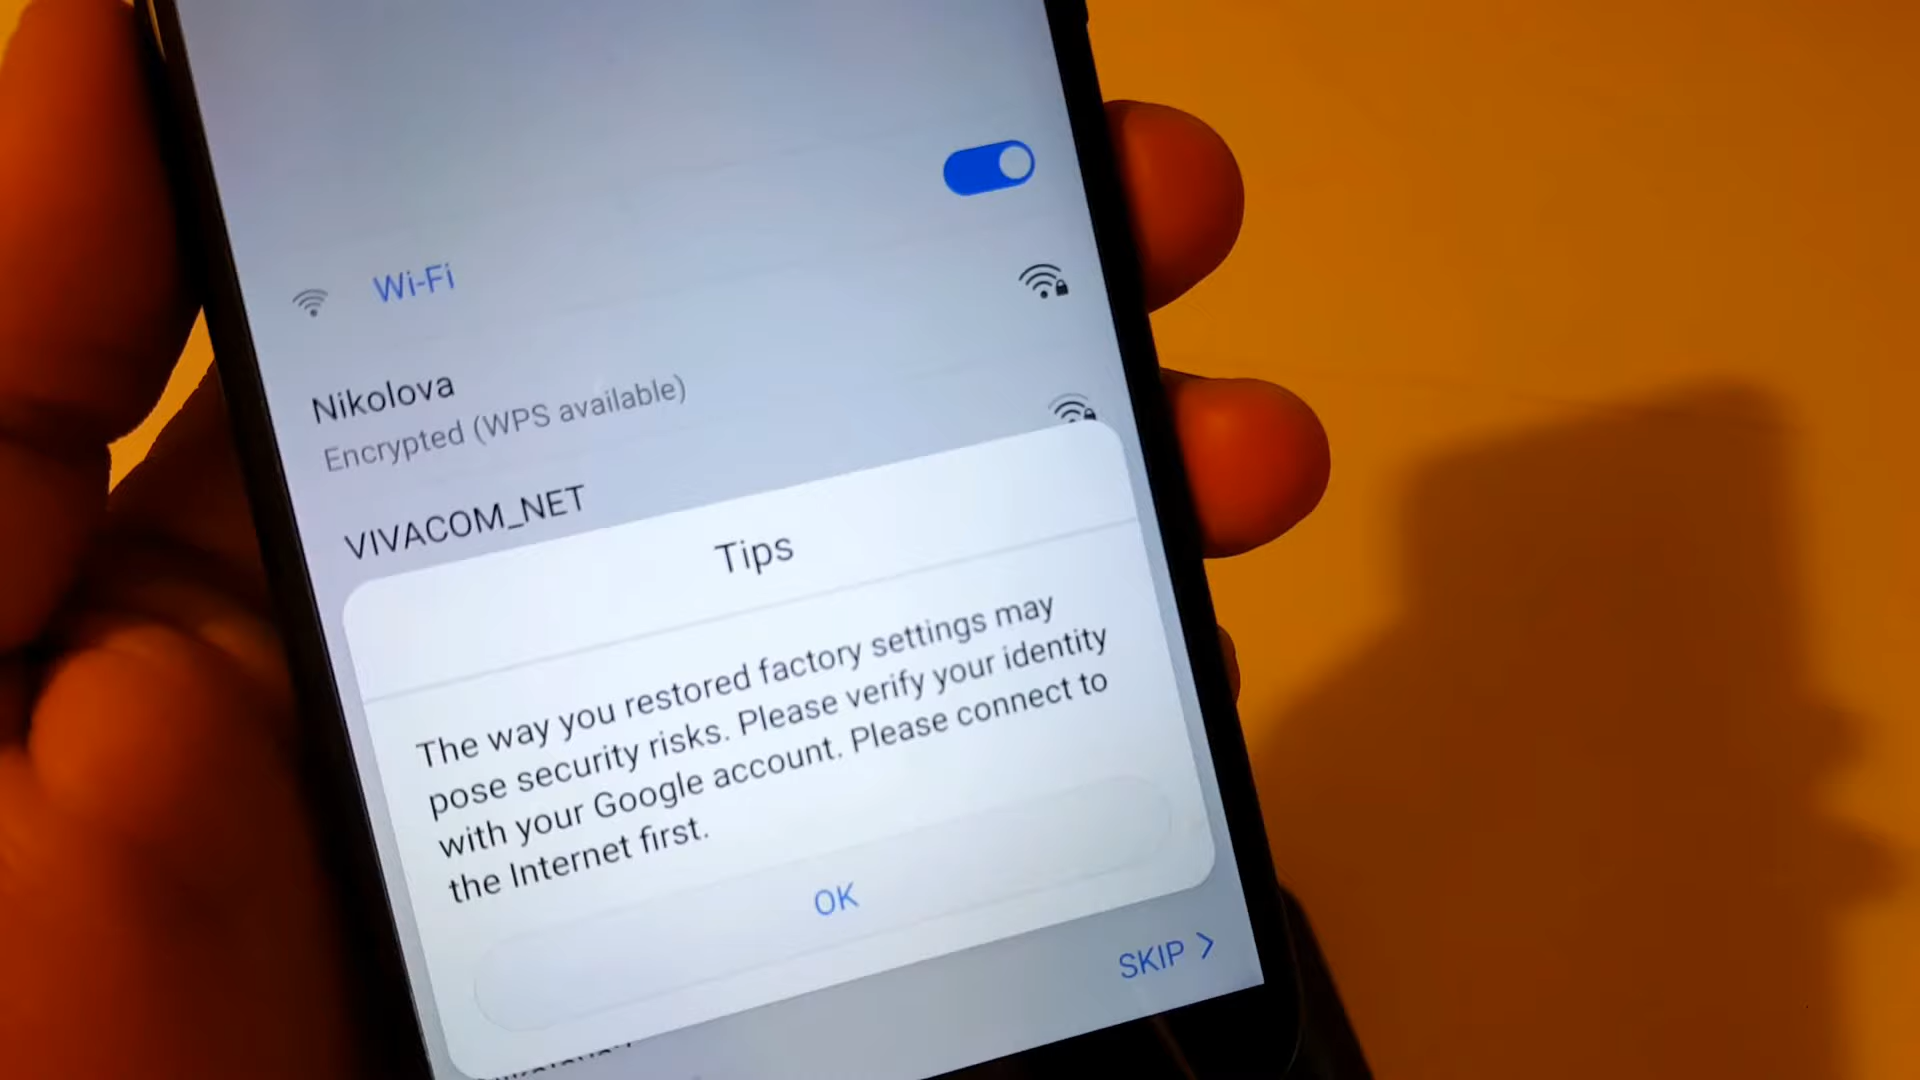 Wi-Fi
Nikolova
Encrypted (WPS available)
VIVACOM_NET
Tips
The way you restored factory settings may
pose security risks. Please verify your identity
with your Google account. Please connect to
the Internet first.
OK
SKIP